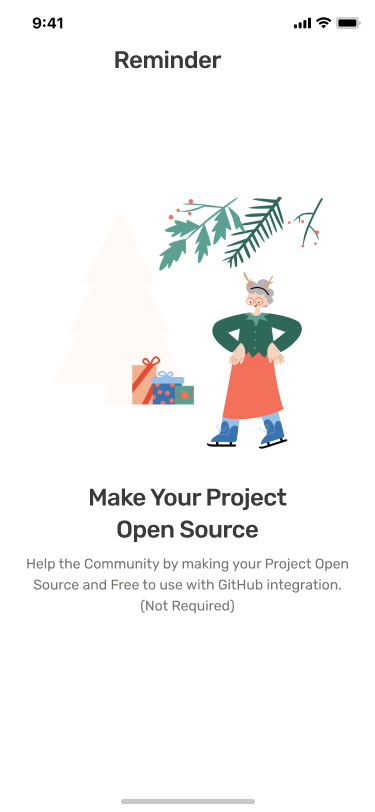 9:41
Reminder
Make Your Project
Open Source
Help the Community by making your Project Open
Source and Free to use with GitHub integration.
(Not Required)